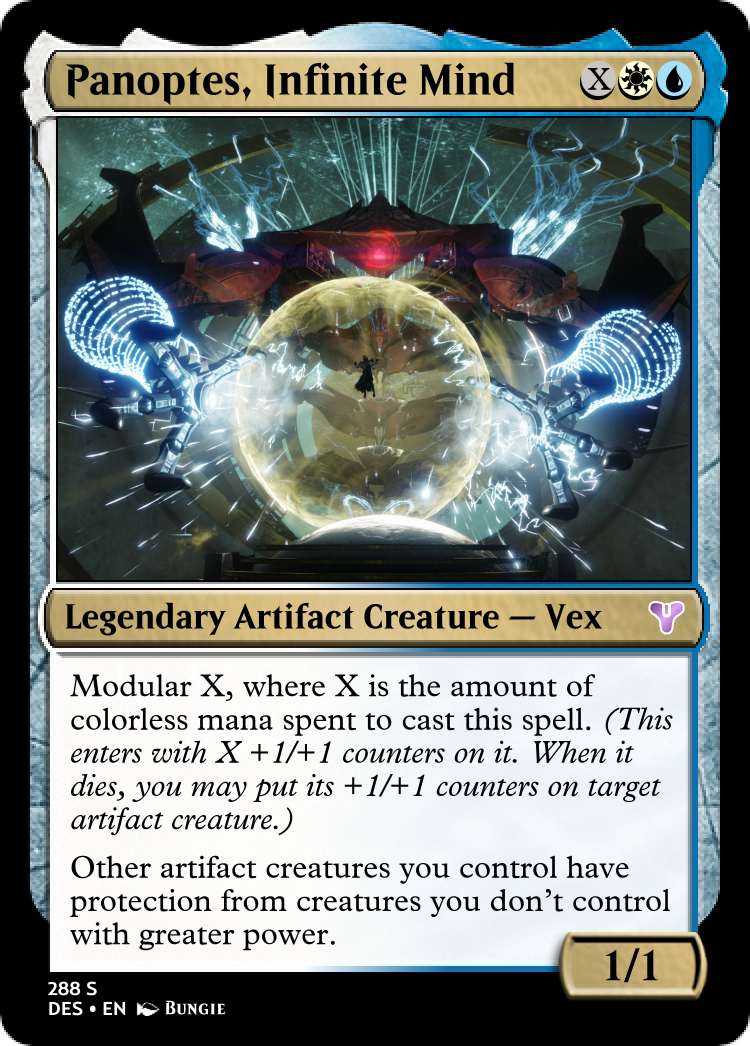 Panoptes, Infinite Mind X
Legendary Artifact Creature — Vex
Modular X, where X is the amount of
colorless mana spent to cast this spell. (This
enters with X +1/+1 counters on it. When it
dies, you may put its +1/+1 counters on target
artifact creature.)
Other artifact creatures you control have
protection from creatures you don’t control
with greater power.
1/1
288 S
DES • EN Bungie